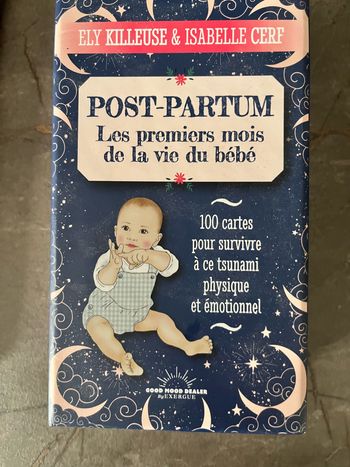 ELY KILLEUSE & ISABELLE CERF
POST-PARTUM
Les premiers mois
de la vie du bébé
100 cartes
pour survivre
à ce tsunami
physique
et émotionnel
GOOD MOOD DEALER
By EXERGUE